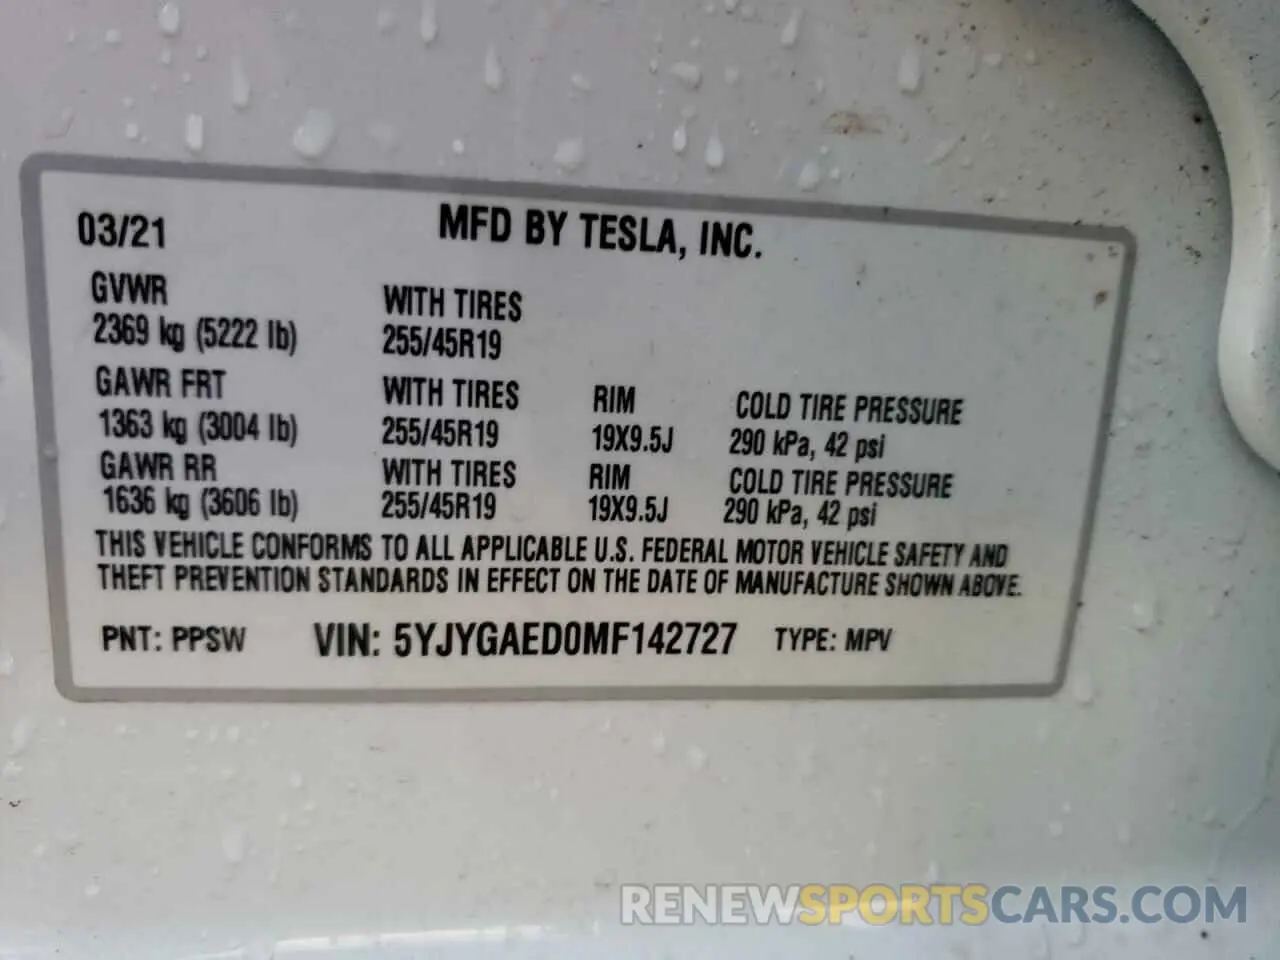 03/21 MFD BY TESLA, INC.
GVWR WITH TIRES
2369 kg (5222 lb) 255/45R19
GAWR FRT WITH TIRES RIM COLD TIRE PRESSURE
1363 kg (3004 lb) 255/45R19 19X9.5J 290 kPa, 42 psi
GAWR RR WITH TIRES RIM COLD TIRE PRESSURE
1636 kg (3606 lb) 255/45R19 19X9.5J 290 kPa, 42 psi
THIS VEHICLE CONFORMS TO ALL APPLICABLE U.S. FEDERAL MOTOR VEHICLE SAFETY AND
THEFT PREVENTION STANDARDS IN EFFECT ON THE DATE OF MANUFACTURE SHOWN ABOVE.
PNT: PPSW VIN: 5YJYGAED0MF142727 TYPE: MPV
RENEWSPORTSCARS.COM